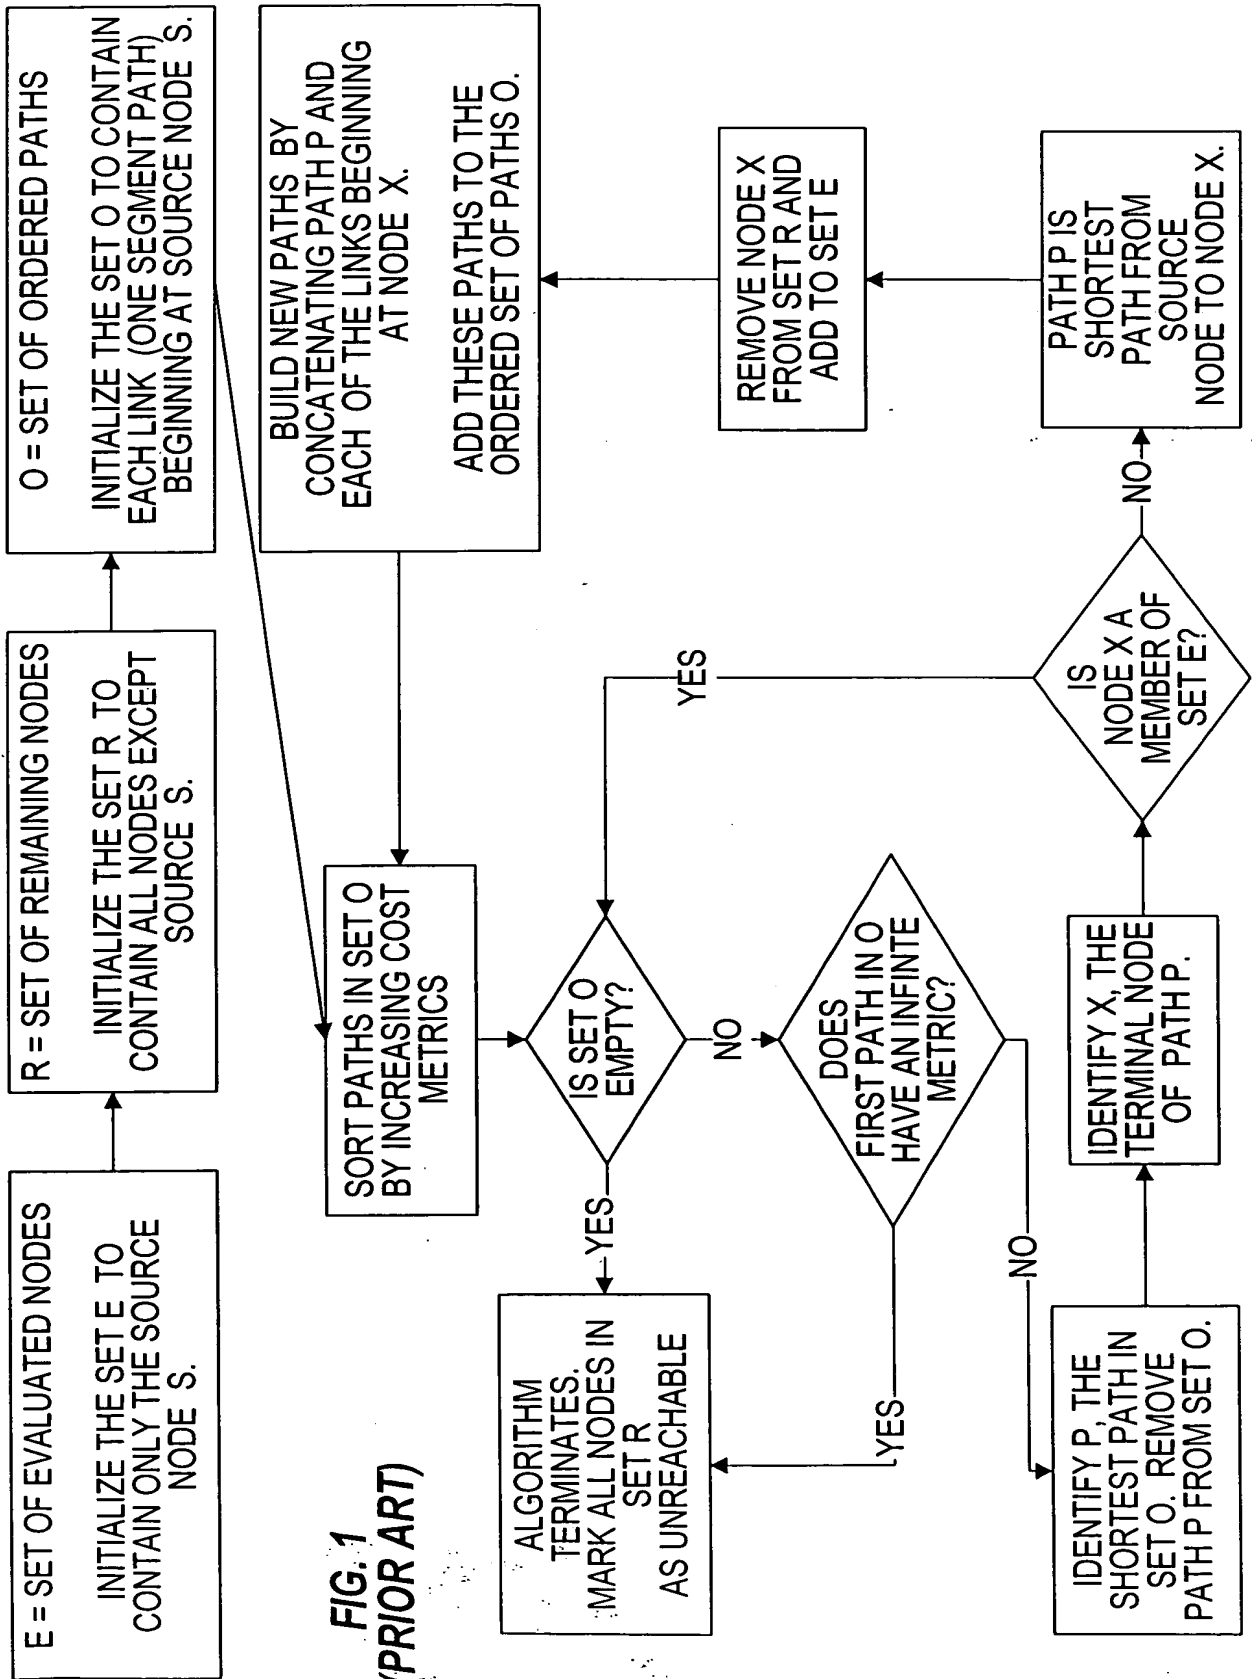 E = SET OF EVALUATED NODES
INITIALIZE THE SET E TO
CONTAIN ONLY THE SOURCE
NODE S.
R = SET OF REMAINING NODES
INITIALIZE THE SET R TO
CONTAIN ALL NODES EXCEPT
SOURCE S.
O = SET OF ORDERED PATHS
INITIALIZE THE SET O TO CONTAIN
EACH LINK (ONE SEGMENT PATH)
BEGINNING AT SOURCE NODE S.
BUILD NEW PATHS BY
CONCATENATING PATH P AND
EACH OF THE LINKS BEGINNING
AT NODE X.
ADD THESE PATHS TO THE
ORDERED SET OF PATHS O.
SORT PATHS IN SET O
BY INCREASING COST
METRICS
IS SET O
EMPTY?
YES
NO
ALGORITHM
TERMINATES.
MARK ALL NODES IN
SET R
AS UNREACHABLE
DOES
FIRST PATH IN O
HAVE AN INFINTE
METRIC?
YES
NO
IDENTIFY P, THE
SHORTEST PATH IN
SET O. REMOVE
PATH P FROM SET O.
IDENTIFY X, THE
TERMINAL NODE
OF PATH P.
IS
NODE X A
MEMBER OF
SET E?
YES
NO
PATH P IS
SHORTEST
PATH FROM
SOURCE
NODE TO NODE X.
REMOVE NODE X
FROM SET R AND
ADD TO SET E
FIG. 1
(PRIOR ART)